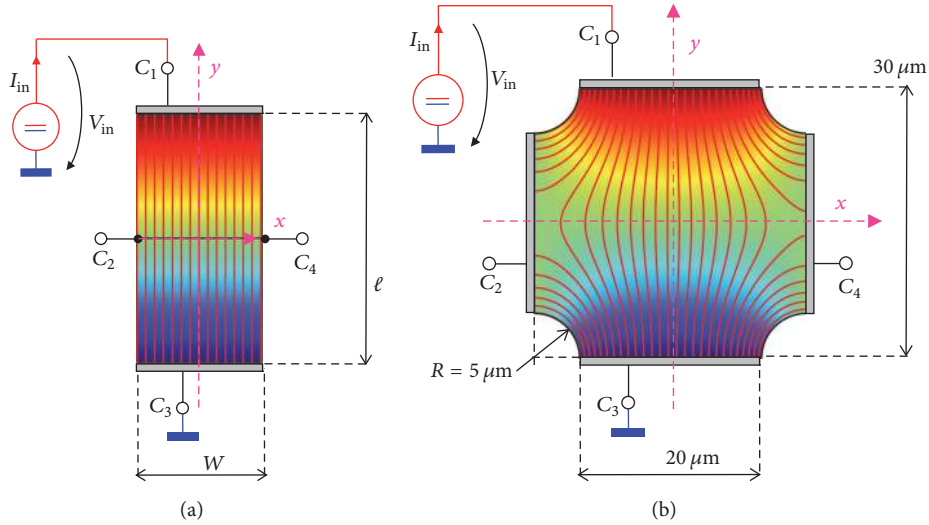 I_in
C_1
y
V_in
x
C_2
C_4
ℓ
C_3
W
(a)
I_in
C_1
y
30 μm
V_in
x
C_2
C_4
R = 5 μm
C_3
20 μm
(b)